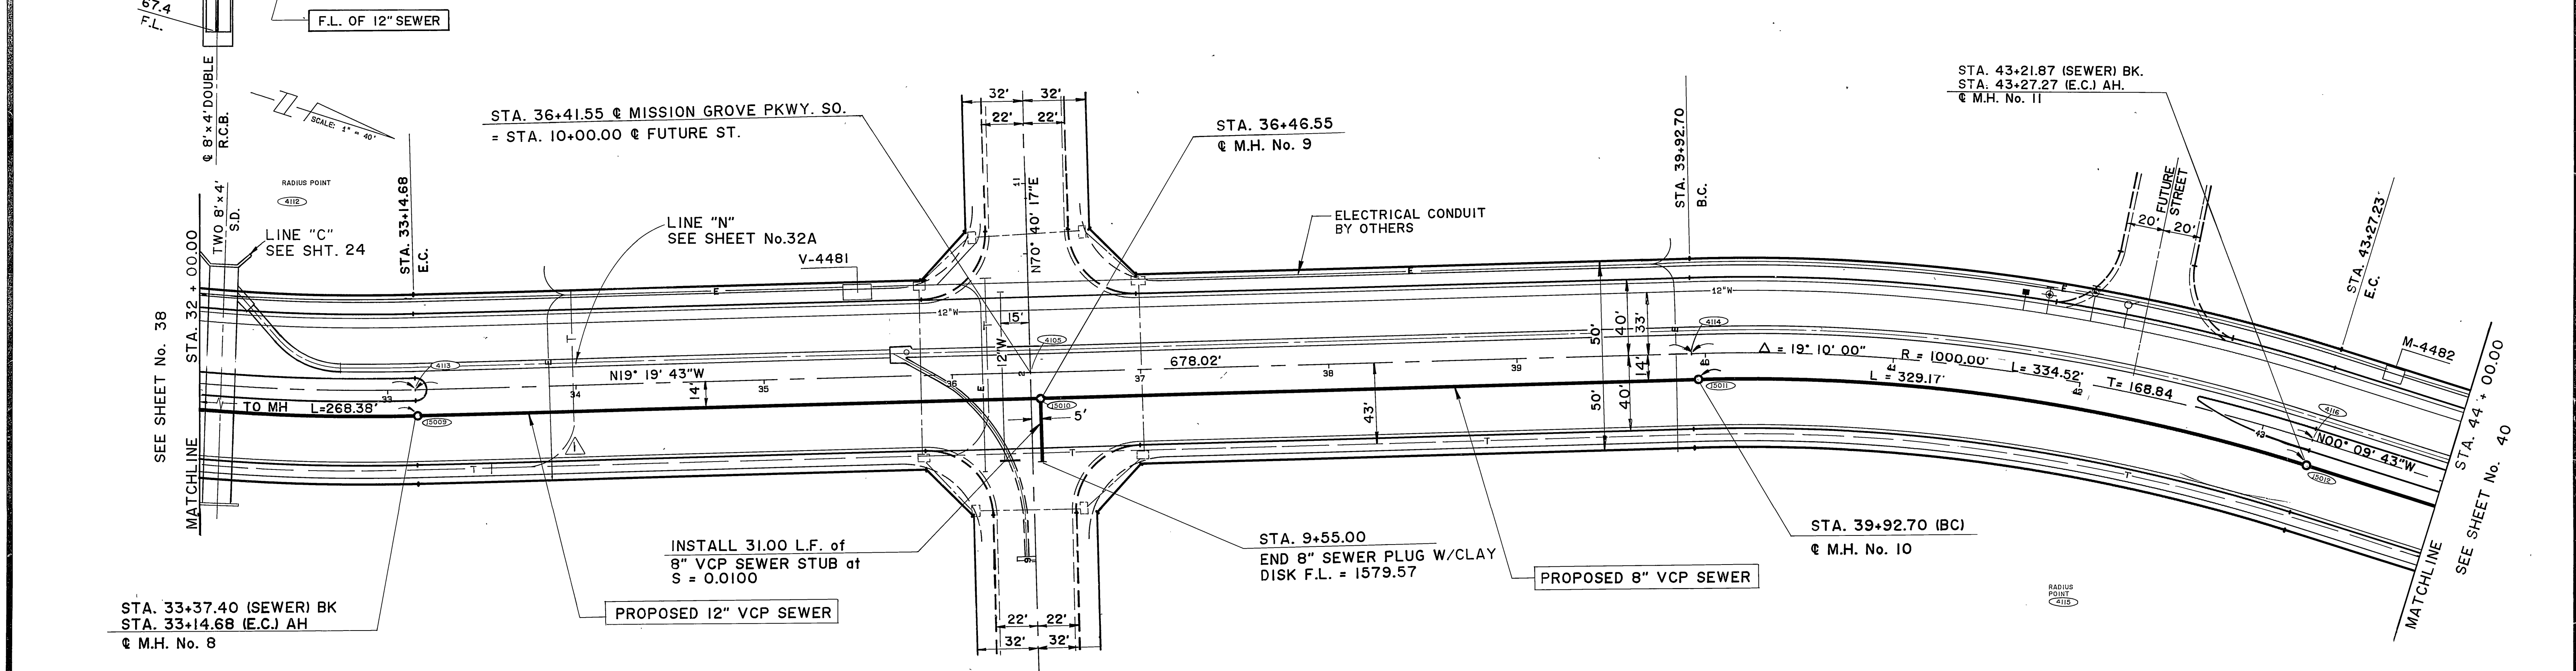 67.4
F.L.
F.L. OF 12" SEWER
℄ 8'×4' DOUBLE
R.C.B.
SCALE: 1" = 40'
TWO 8'×4'
S.D.
RADIUS POINT
4112
LINE "C"
SEE SHT. 24
STA. 33+14.68
E.C.
STA. 36+41.55 ℄ MISSION GROVE PKWY. SO.
= STA. 10+00.00 ℄ FUTURE ST.
LINE "N"
SEE SHEET No.32A
V-4481
32' 32'
22' 22'
11
N70° 40' 17"E
STA. 36+46.55
℄ M.H. No. 9
ELECTRICAL CONDUIT
BY OTHERS
STA. 39+92.70
B.C.
STA. 43+21.87 (SEWER) BK.
STA. 43+27.27 (E.C.) AH.
℄ M.H. No. 11
FUTURE
STREET
20' 20'
STA. 43+27.23'
E.C.
M-4482
SEE SHEET No. 38
MATCHLINE STA. 32 + 00.00
E
E
E
12"W
12"W
12"W
15'
4105
4113
4114
4116
33
34
35
36
37
38
39
40
41
42
43
N19° 19' 43"W
14'
678.02'
50'
40'
33'
14'
50'
40'
43'
Δ = 19° 10' 00" R = 1000.00' L= 334.52' T= 168.84
L = 329.17'
N00° 09' 43"W
TO MH L=268.38'
15009
15010
15011
15012
5'
E
T
T
T
T
T
1
MATCHLINE STA. 44 + 00.00
SEE SHEET No. 40
INSTALL 31.00 L.F. of
8" VCP SEWER STUB at
S = 0.0100
STA. 9+55.00
END 8" SEWER PLUG W/CLAY
DISK F.L. = 1579.57
STA. 39+92.70 (BC)
℄ M.H. No. 10
PROPOSED 8" VCP SEWER
PROPOSED 12" VCP SEWER
STA. 33+37.40 (SEWER) BK
STA. 33+14.68 (E.C.) AH
℄ M.H. No. 8
22' 22'
32' 32'
RADIUS
POINT
4115